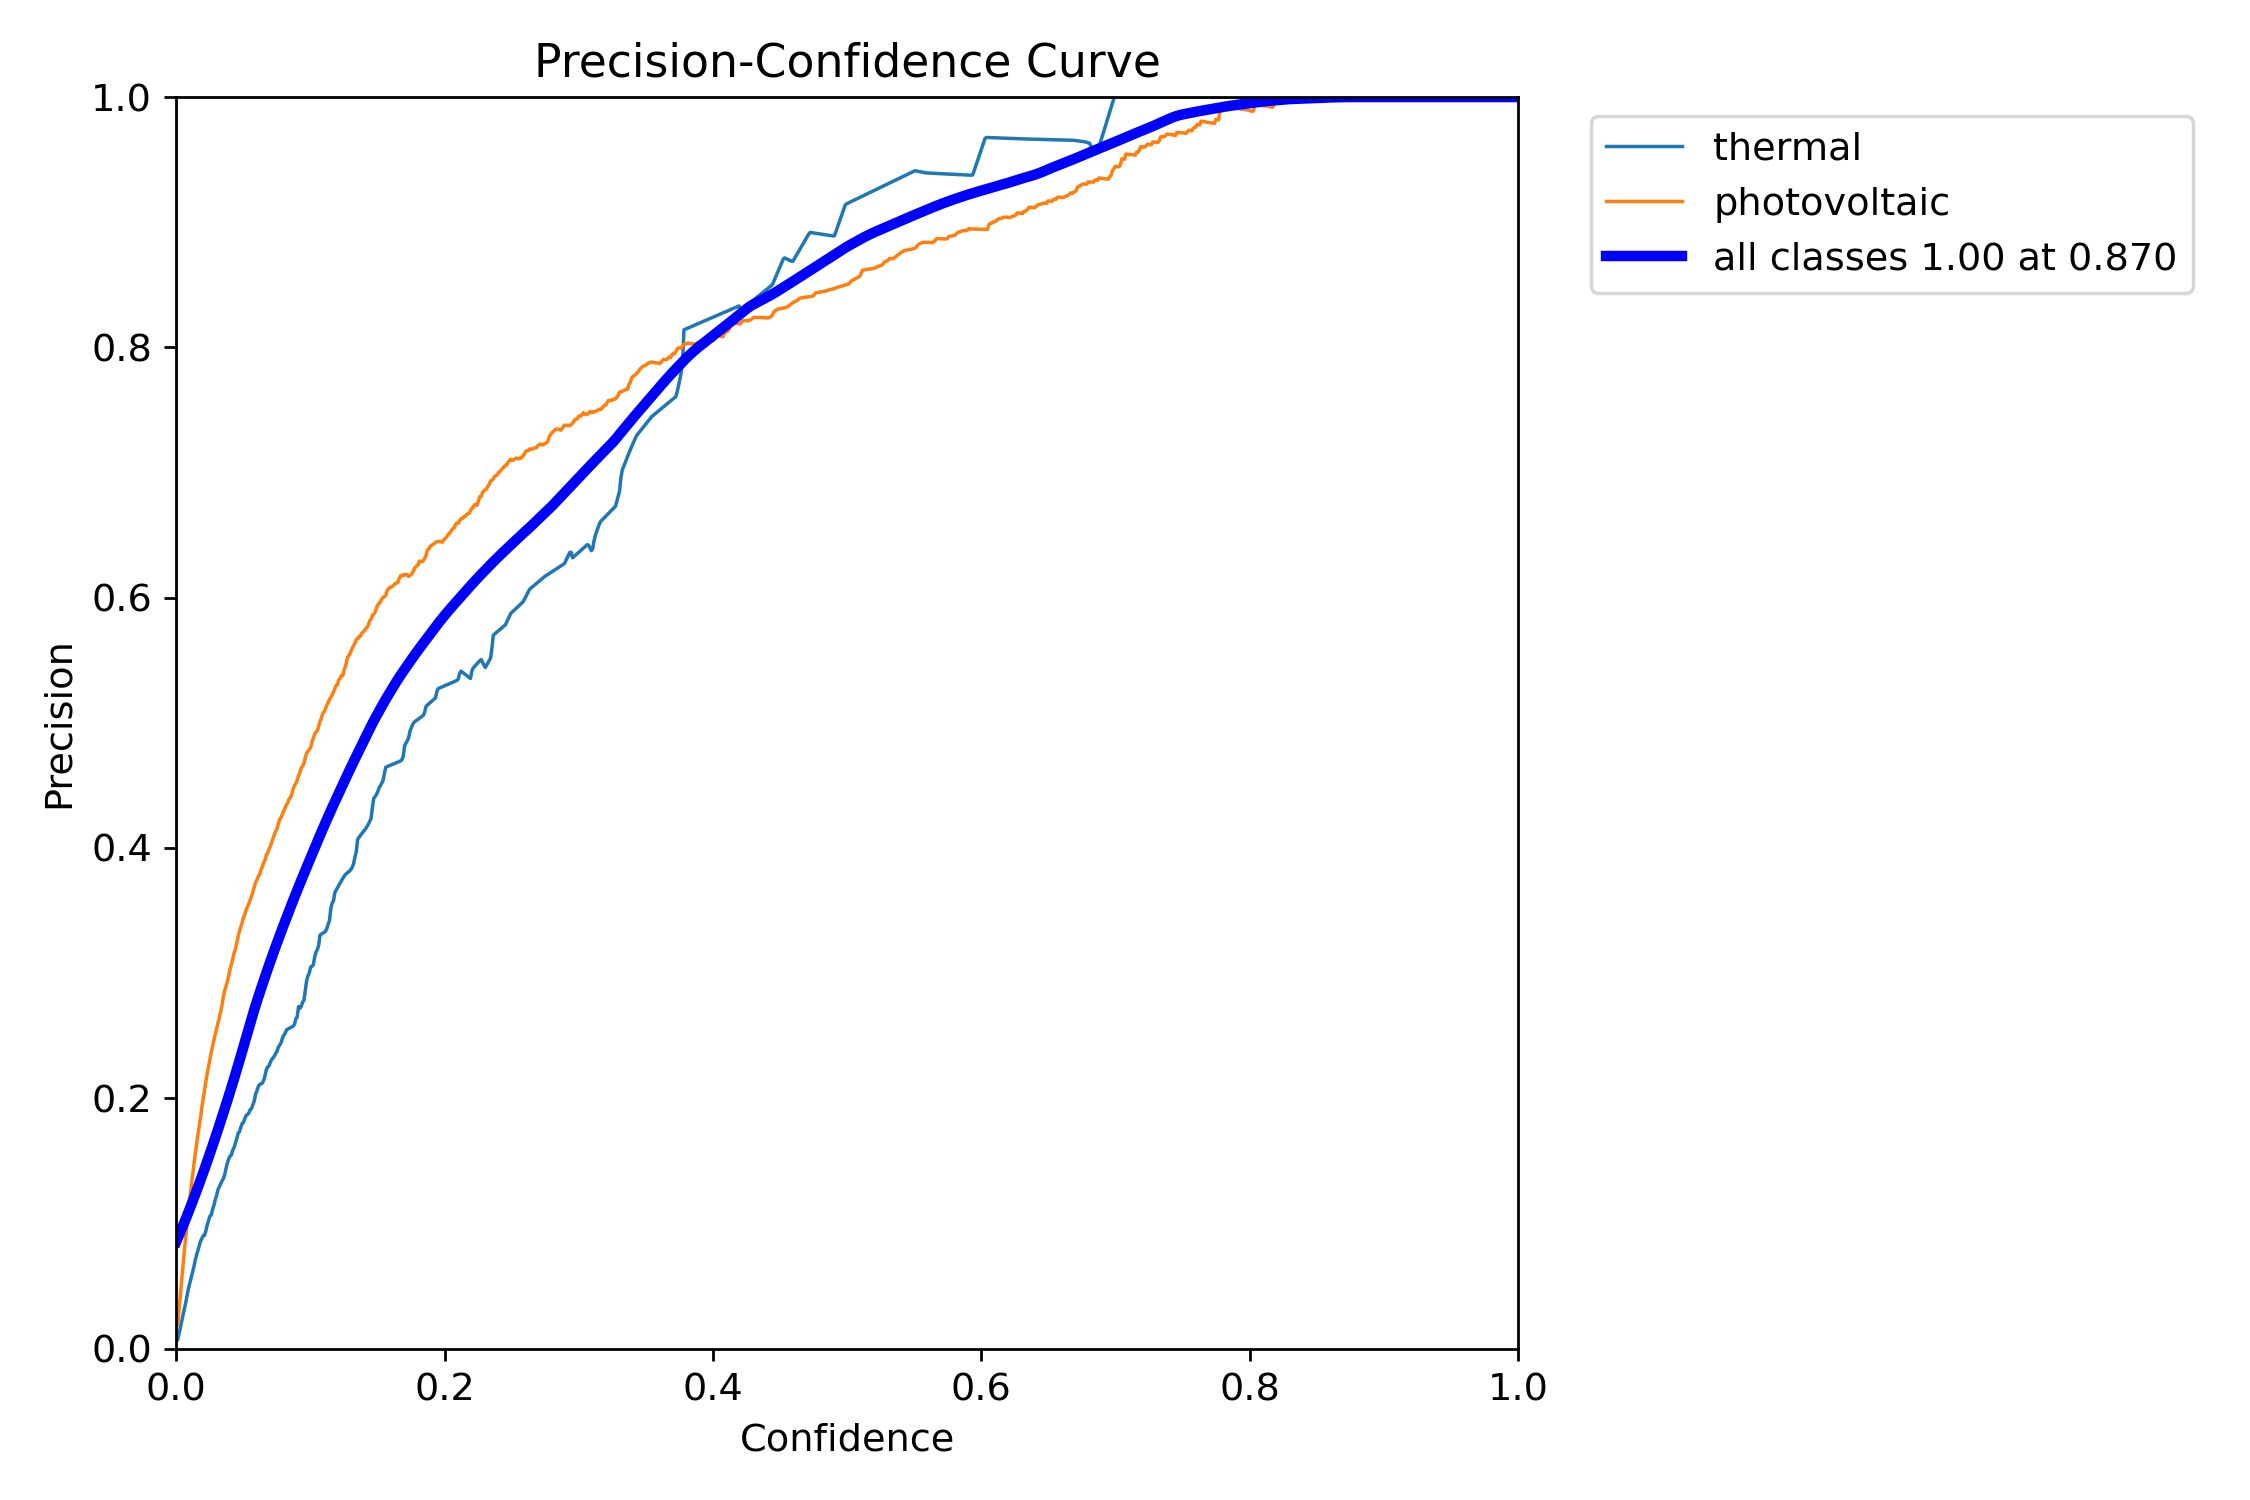 Precision-Confidence Curve
1.0
0.8
0.6
0.4
0.2
0.0
Precision
0.0 0.2 0.4 0.6 0.8 1.0
Confidence
thermal
photovoltaic
all classes 1.00 at 0.870